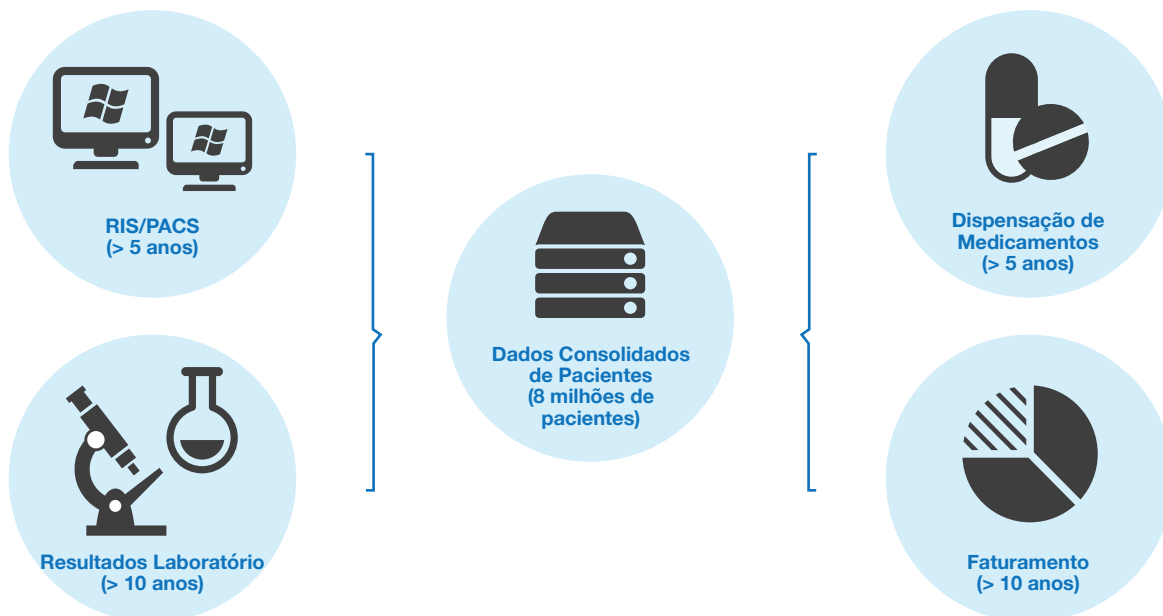 RIS/PACS
(> 5 anos)
Resultados Laboratório
(> 10 anos)
Dados Consolidados
de Pacientes
(8 milhões de
pacientes)
Dispensação de
Medicamentos
(> 5 anos)
Faturamento
(> 10 anos)